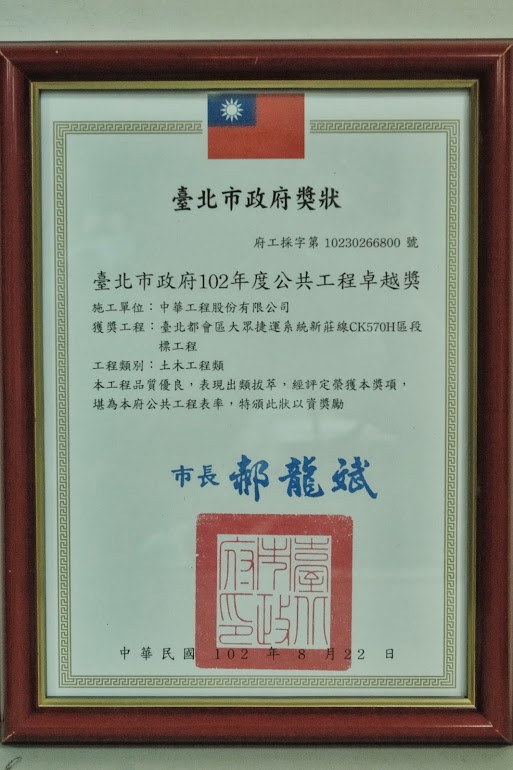 臺北市政府獎狀
府工採字第 10230266800 號
臺北市政府102年度公共工程卓越獎
施工單位：中華工程股份有限公司
獲獎工程：臺北都會區大眾捷運系統新莊線CK570H區段
標工程
工程類別：土木工程類
本工程品質優良，表現出類拔萃，經評定榮獲本獎項，
堪為本府公共工程表率，特頒此狀以資獎勵
市長 郝龍斌
臺北市政府印
中華民國 102 年 8 月 22 日